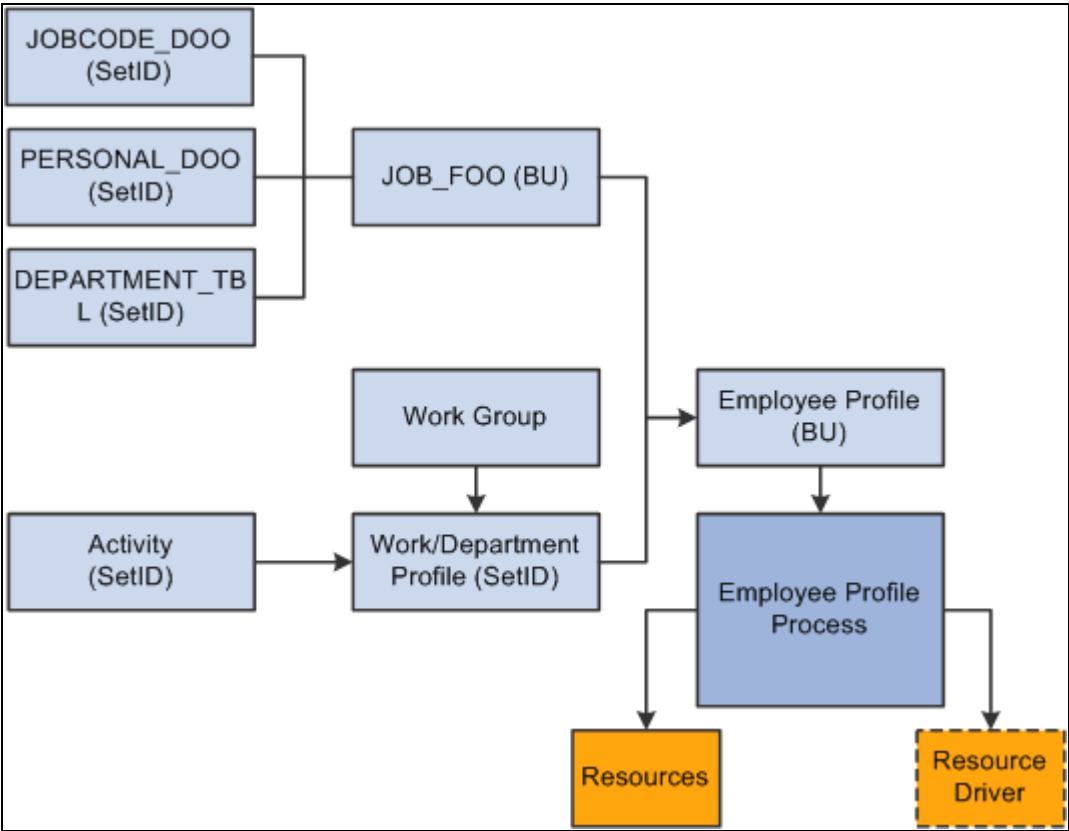 JOBCODE_DOO
(SetID)
PERSONAL_DOO
(SetID)
JOB_FOO (BU)
DEPARTMENT_TB
L (SetID)
Work Group
Employee Profile
(BU)
Activity
(SetID)
Work/Department
Profile (SetID)
Employee Profile
Process
Resources
Resource
Driver